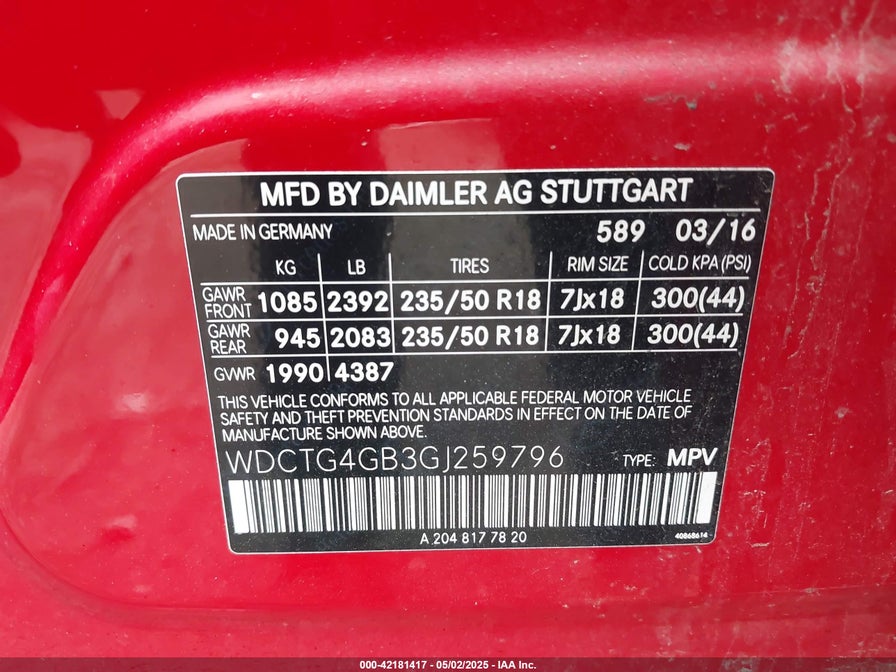 MFD BY DAIMLER AG STUTTGART
MADE IN GERMANY 589 03/16
KG LB TIRES RIM SIZE COLD KPA (PSI)
GAWR FRONT 1085 2392 235/50 R18 7Jx18 300(44)
GAWR REAR 945 2083 235/50 R18 7Jx18 300(44)
GVWR 1990 4387
THIS VEHICLE CONFORMS TO ALL APPLICABLE FEDERAL MOTOR VEHICLE
SAFETY AND THEFT PREVENTION STANDARDS IN EFFECT ON THE DATE OF
MANUFACTURE SHOWN ABOVE.
WDCTG4GB3GJ259796 TYPE: MPV
A 204 817 78 20 40868614
000-42181417 - 05/02/2025 - IAA Inc.